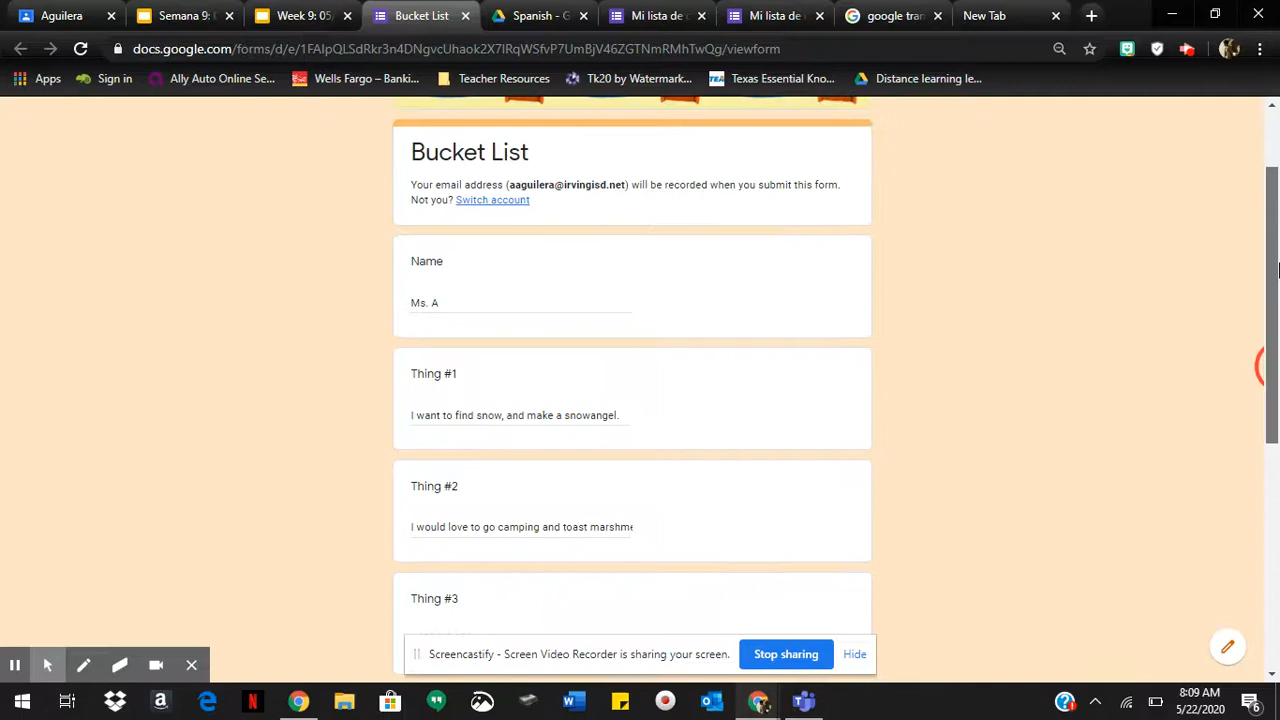 Aguilera
Semana 9:
Week 9: 05
Bucket List
Spanish - G
Mi lista de
Mi lista de
google tran
New Tab
docs.google.com/forms/d/e/1FAIpQLSdRkr3n4DNgvcUhaok2X7lRqWSfvP7UmBjV46ZGTNmRMhTwQg/viewform
Apps
Sign in
Ally Auto Online Se...
Wells Fargo – Banki...
Teacher Resources
Tk20 by Watermark...
TEA
Texas Essential Kno...
Distance learning le...
Bucket List
Your email address (aaguilera@irvingisd.net) will be recorded when you submit this form.
Not you? Switch account
Name
Ms. A
Thing #1
I want to find snow, and make a snowangel.
Thing #2
I would love to go camping and toast marshme
Thing #3
Screencastify - Screen Video Recorder is sharing your screen.
Stop sharing
Hide
8:09 AM
5/22/2020
6